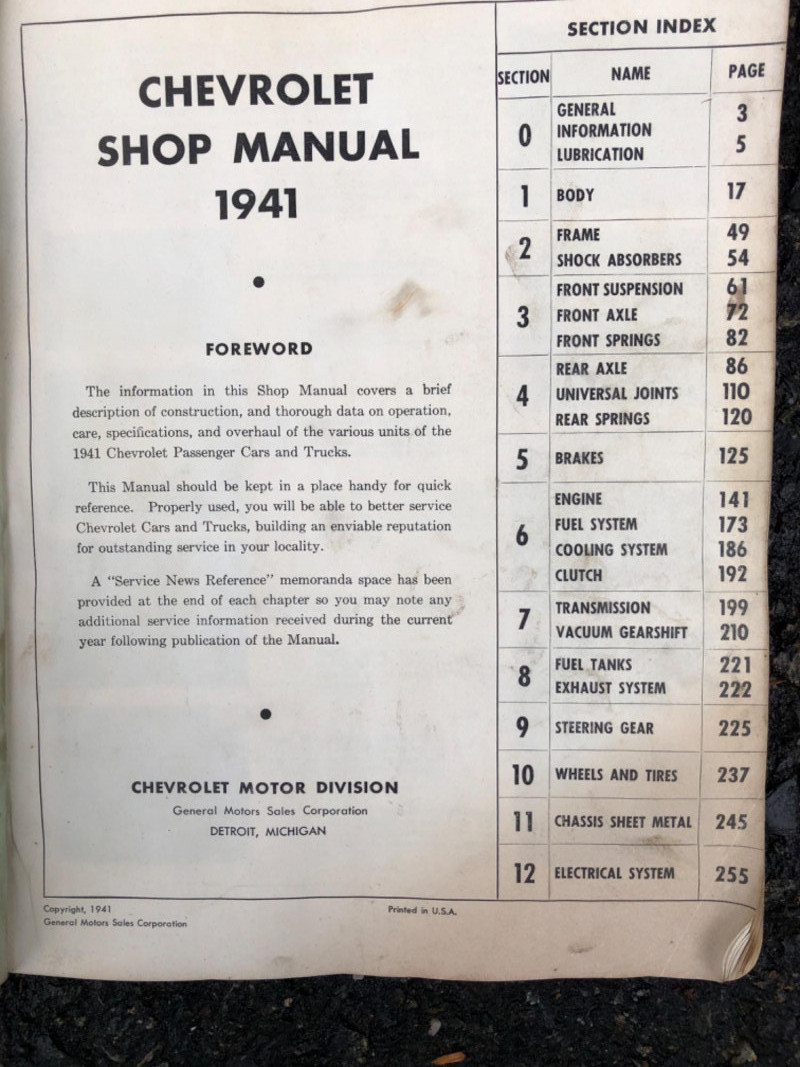 CHEVROLET
SHOP MANUAL
1941
FOREWORD
The information in this Shop Manual covers a brief
description of construction, and thorough data on operation,
care, specifications, and overhaul of the various units of the
1941 Chevrolet Passenger Cars and Trucks.
This Manual should be kept in a place handy for quick
reference. Properly used, you will be able to better service
Chevrolet Cars and Trucks, building an enviable reputation
for outstanding service in your locality.
A “Service News Reference” memoranda space has been
provided at the end of each chapter so you may note any
additional service information received during the current
year following publication of the Manual.
CHEVROLET MOTOR DIVISION
General Motors Sales Corporation
DETROIT, MICHIGAN
Copyright, 1941
General Motors Sales Corporation
Printed in U.S.A.
SECTION INDEX
SECTION NAME PAGE
0 GENERAL 3
INFORMATION
LUBRICATION 5
1 BODY 17
2 FRAME 49
SHOCK ABSORBERS 54
3 FRONT SUSPENSION 61
FRONT AXLE 72
FRONT SPRINGS 82
4 REAR AXLE 86
UNIVERSAL JOINTS 110
REAR SPRINGS 120
5 BRAKES 125
6 ENGINE 141
FUEL SYSTEM 173
COOLING SYSTEM 186
CLUTCH 192
7 TRANSMISSION 199
VACUUM GEARSHIFT 210
8 FUEL TANKS 221
EXHAUST SYSTEM 222
9 STEERING GEAR 225
10 WHEELS AND TIRES 237
11 CHASSIS SHEET METAL 245
12 ELECTRICAL SYSTEM 255